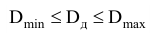 D_min ≤ D_д ≤ D_max